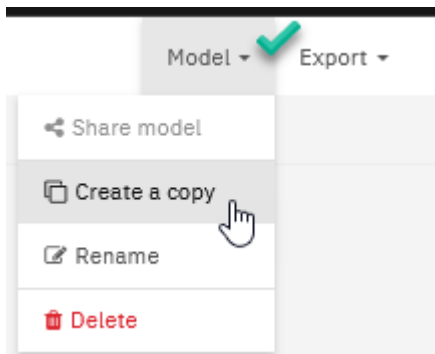 Model Export
Share model
Create a copy
Rename
Delete